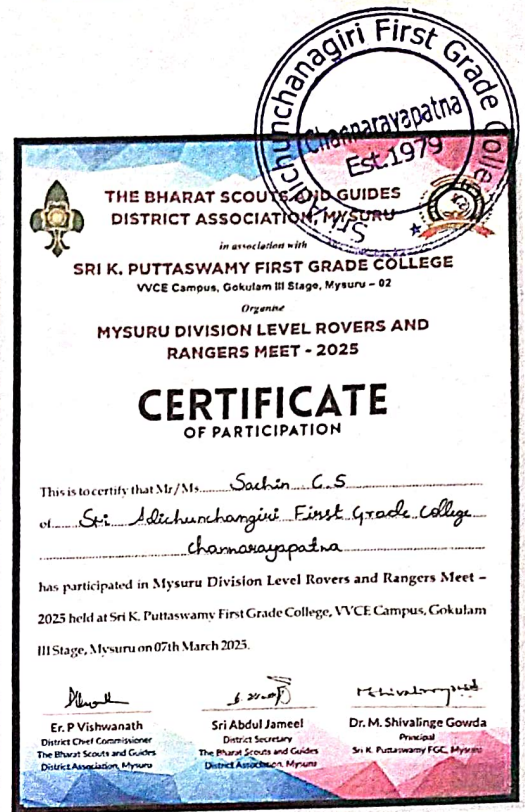 Sri Adichunchanagiri First Grade College
Channarayapatna
Est.1979
THE BHARAT SCOUTS AND GUIDES
DISTRICT ASSOCIATION, MYSURU
in association with
SRI K. PUTTASWAMY FIRST GRADE COLLEGE
VVCE Campus, Gokulam III Stage, Mysuru – 02
Organise
MYSURU DIVISION LEVEL ROVERS AND
RANGERS MEET - 2025
CERTIFICATE
OF PARTICIPATION
This is to certify that Mr/Ms. Sachin C.S
of Sri Adichunchangiri First Grade College
Channarayapatna
has participated in Mysuru Division Level Rovers and Rangers Meet –
2025 held at Sri K. Puttaswamy First Grade College, VVCE Campus, Gokulam
III Stage, Mysuru on 07th March 2025.
Er. P Vishwanath
District Chief Commissioner
The Bharat Scouts and Guides
District Association, Mysuru
Sri Abdul Jameel
District Secretary
The Bharat Scouts and Guides
District Association, Mysuru
Dr. M. Shivalinge Gowda
Principal
Sri K. Puttaswamy FGC, Mysuru